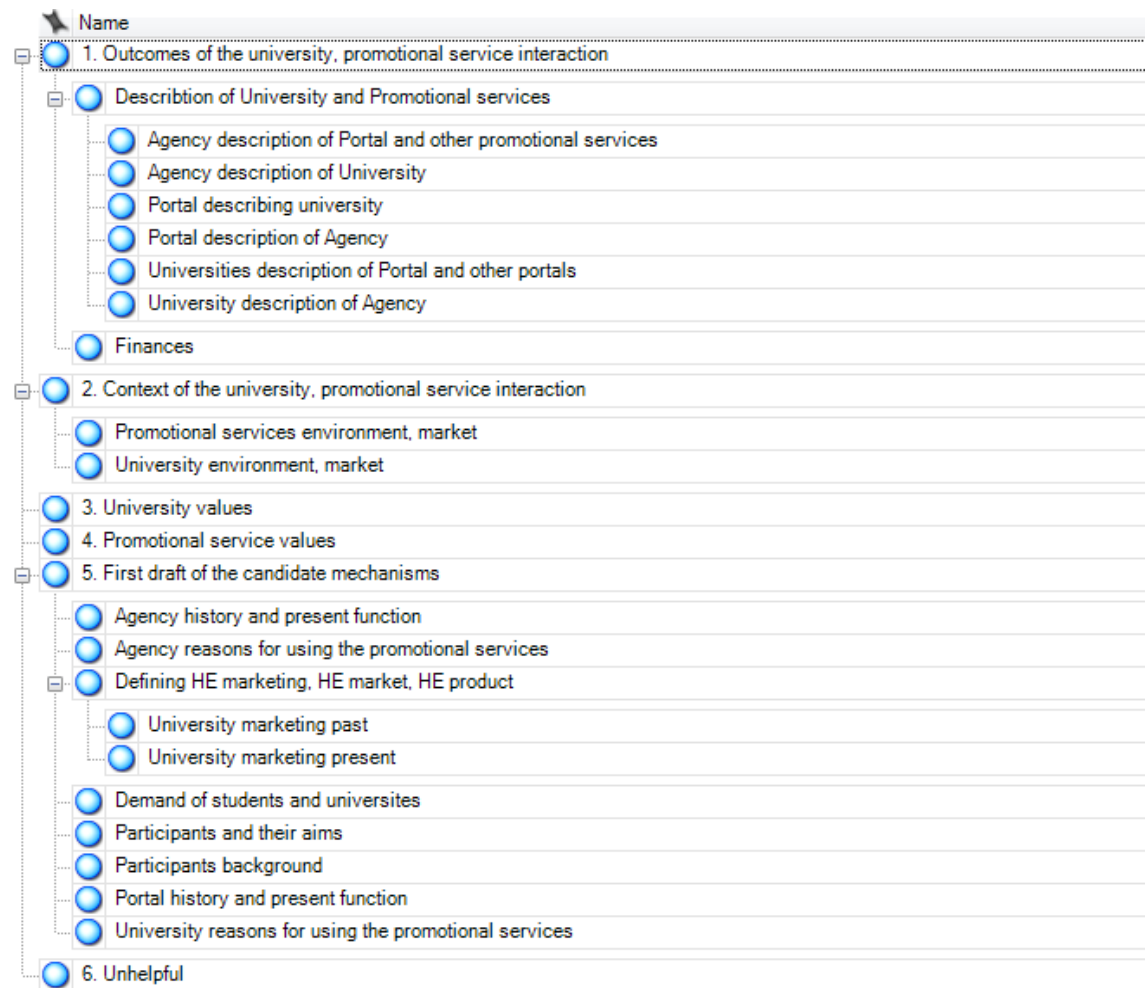 Name
1. Outcomes of the university, promotional service interaction
Describtion of University and Promotional services
Agency description of Portal and other promotional services
Agency description of University
Portal describing university
Portal description of Agency
Universities description of Portal and other portals
University description of Agency
Finances
2. Context of the university, promotional service interaction
Promotional services environment, market
University environment, market
3. University values
4. Promotional service values
5. First draft of the candidate mechanisms
Agency history and present function
Agency reasons for using the promotional services
Defining HE marketing, HE market, HE product
University marketing past
University marketing present
Demand of students and universites
Participants and their aims
Participants background
Portal history and present function
University reasons for using the promotional services
6. Unhelpful